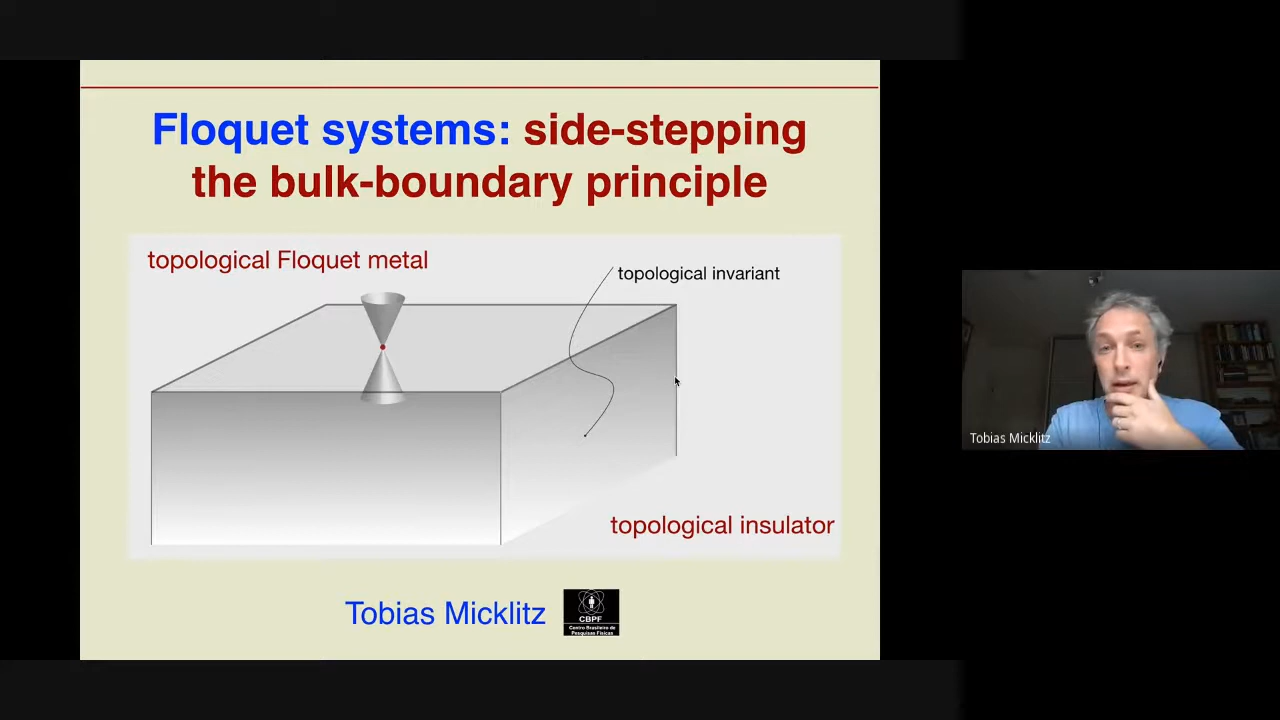 Floquet systems: side-stepping
the bulk-boundary principle
topological Floquet metal
topological invariant
topological insulator
Tobias Micklitz
CBPF
Centro Brasileiro de
Pesquisas Físicas
Tobias Micklitz